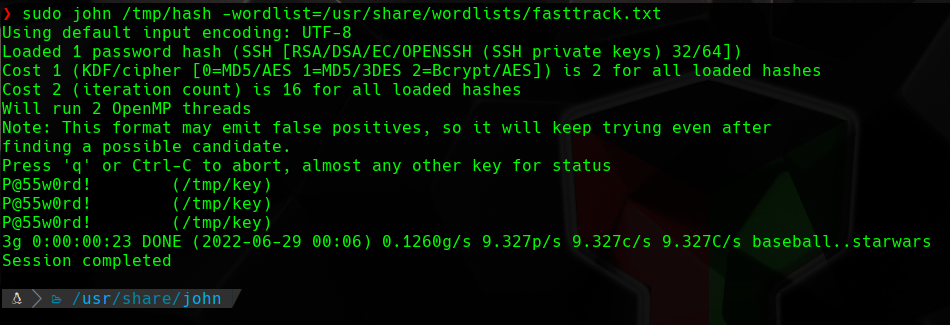 ❯ sudo john /tmp/hash -wordlist=/usr/share/wordlists/fasttrack.txt
Using default input encoding: UTF-8
Loaded 1 password hash (SSH [RSA/DSA/EC/OPENSSH (SSH private keys) 32/64])
Cost 1 (KDF/cipher [0=MD5/AES 1=MD5/3DES 2=Bcrypt/AES]) is 2 for all loaded hashes
Cost 2 (iteration count) is 16 for all loaded hashes
Will run 2 OpenMP threads
Note: This format may emit false positives, so it will keep trying even after
finding a possible candidate.
Press 'q' or Ctrl-C to abort, almost any other key for status
P@55w0rd!        (/tmp/key)
P@55w0rd!        (/tmp/key)
P@55w0rd!        (/tmp/key)
3g 0:00:00:23 DONE (2022-06-29 00:06) 0.1260g/s 9.327p/s 9.327c/s 9.327C/s baseball..starwars
Session completed
/usr/share/john